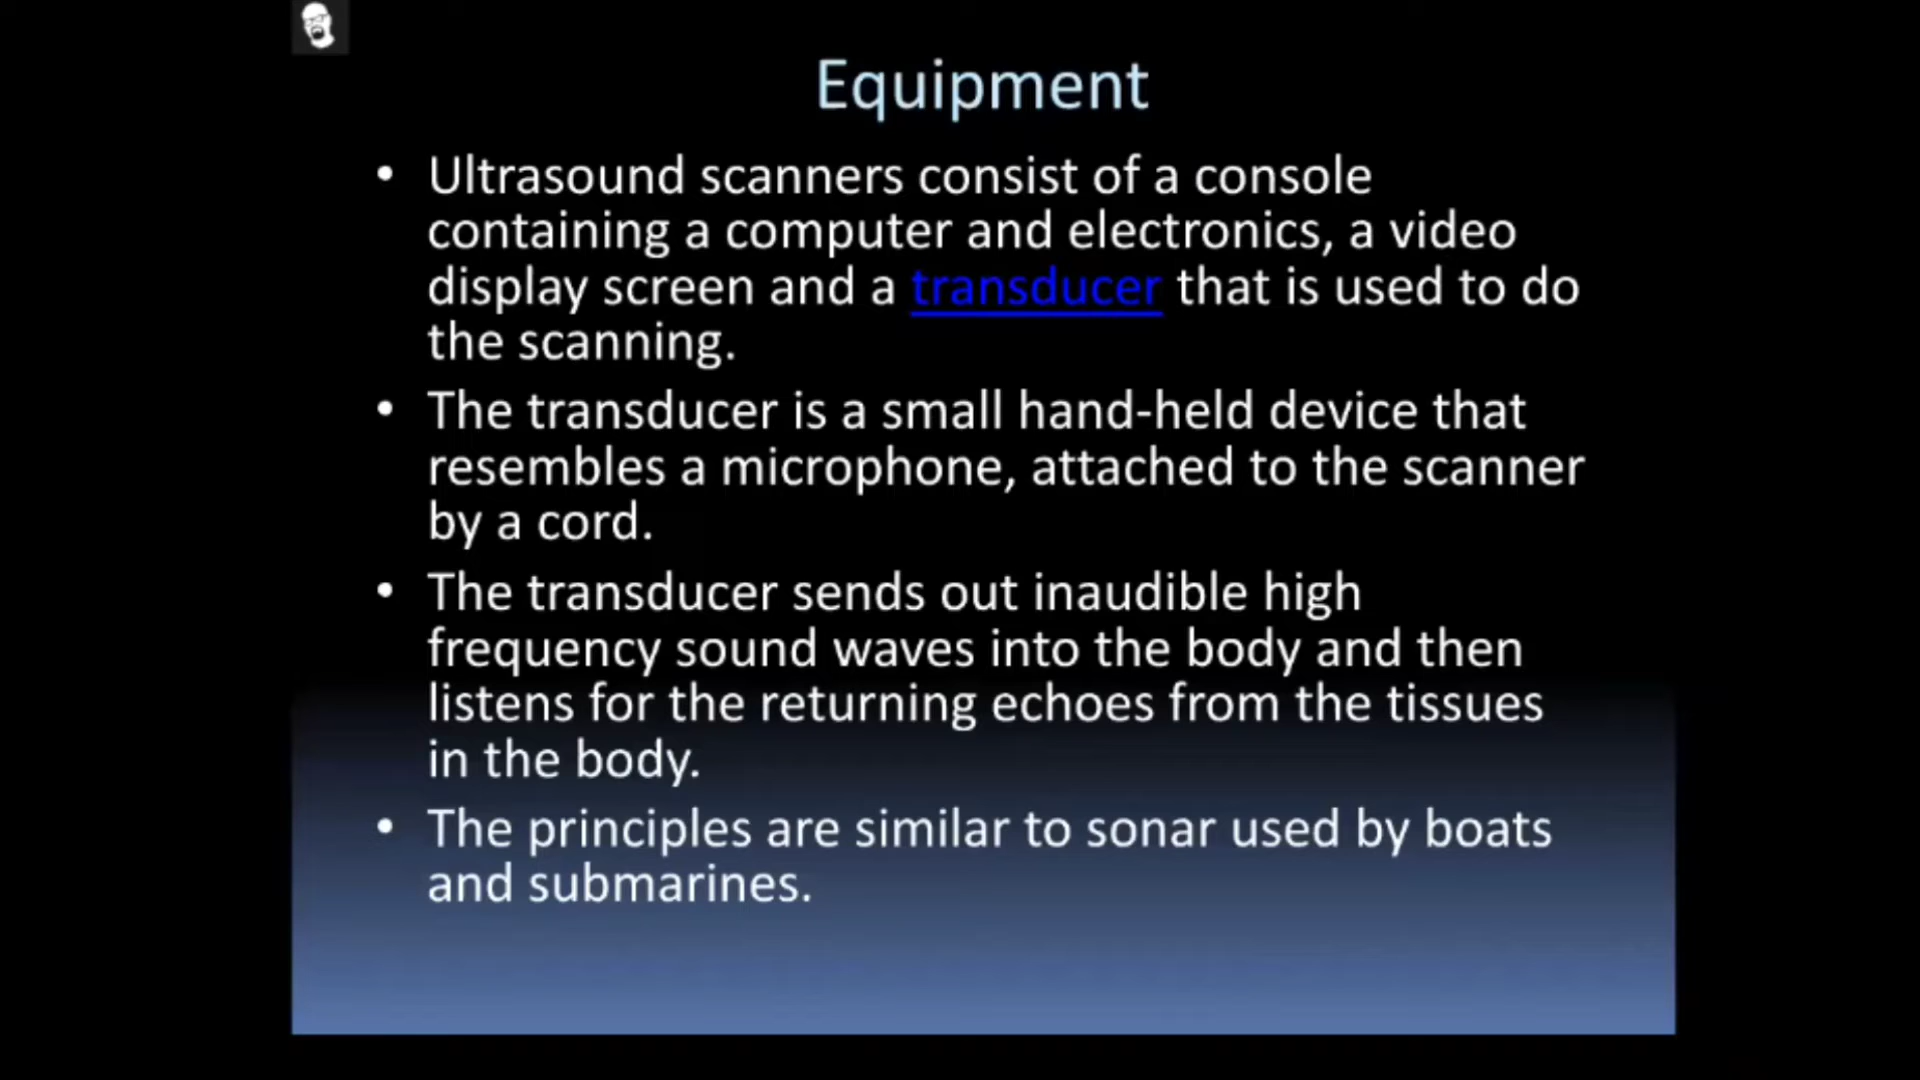 Equipment
• Ultrasound scanners consist of a console
containing a computer and electronics, a video
display screen and a transducer that is used to do
the scanning.
• The transducer is a small hand-held device that
resembles a microphone, attached to the scanner
by a cord.
• The transducer sends out inaudible high
frequency sound waves into the body and then
listens for the returning echoes from the tissues
in the body.
• The principles are similar to sonar used by boats
and submarines.